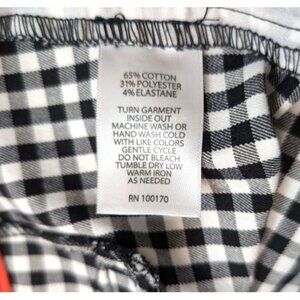 65% COTTON
31% POLYESTER
4% ELASTANE
TURN GARMENT
INSIDE OUT
MACHINE WASH OR
HAND WASH COLD
WITH LIKE COLORS
GENTLE CYCLE
DO NOT BLEACH
TUMBLE DRY LOW
WARM IRON
AS NEEDED
RN 100170